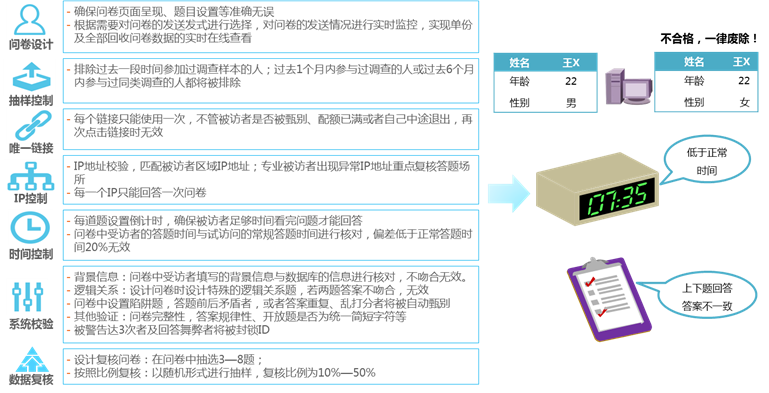 - 确保问卷页面呈现、题目设置等准确无误
- 根据需要对问卷的发送发式进行选择，对问卷的发送情况进行实时监控，实现单份
及全部回收问卷数据的实时在线查看
问卷设计
- 排除过去一段时间参加过调查样本的人；过去1个月内参与过调查的人或过去6个月
内参与过同类调查的人都将被排除
抽样控制
- 每个链接只能使用一次，不管被访者是否被甄别、配额已满或者自己中途退出，再
次点击链接时无效
唯一链接
- IP地址校验，匹配被访者区域IP地址；专业被访者出现异常IP地址重点复核答题场
所
- 每一个IP只能回答一次问卷
IP控制
- 每道题设置倒计时，确保被访者足够时间看完问题才能回答
- 问卷中受访者的答题时间与试访问的常规答题时间进行核对，偏差低于正常答题时
间20%无效
时间控制
- 背景信息：问卷中受访者填写的背景信息与数据库的信息进行核对，不吻合无效。
- 逻辑关系：设计问卷时设计特殊的逻辑关系题，若两题答案不吻合，无效
- 问卷中设置陷阱题，答题前后矛盾者，或者答案重复、乱打分者将被自动甄别
- 其他验证：问卷完整性，答案规律性、开放题是否为统一简短字符等
- 被警告达3次者及回答舞弊者将被封锁ID
系统校验
- 设计复核问卷：在问卷中抽选3—8题；
- 按照比例复核：以随机形式进行抽样，复核比例为10%—50%
数据复核
不合格，一律废除！
姓名 王X
年龄 22
性别 男
姓名 王X
年龄 22
性别 女
07:35
低于正常
时间
上下题回答
答案不一致